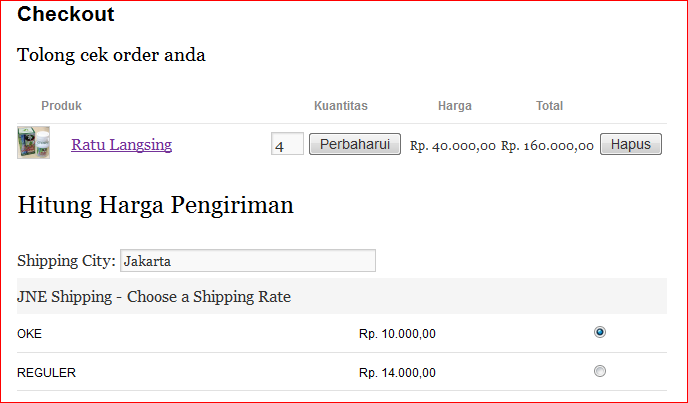 Checkout
Tolong cek order anda
Produk Kuantitas Harga Total
Ratu Langsing 4 Perbaharui Rp. 40.000,00 Rp. 160.000,00 Hapus
Hitung Harga Pengiriman
Shipping City: Jakarta
JNE Shipping - Choose a Shipping Rate
OKE Rp. 10.000,00
REGULER Rp. 14.000,00